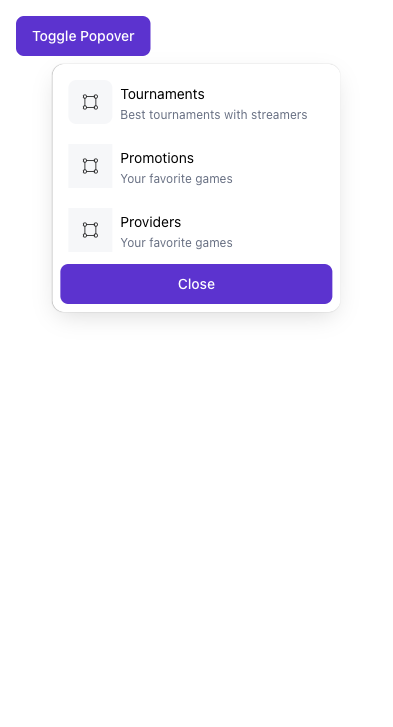 Toggle Popover
Tournaments
Best tournaments with streamers
Promotions
Your favorite games
Providers
Your favorite games
Close